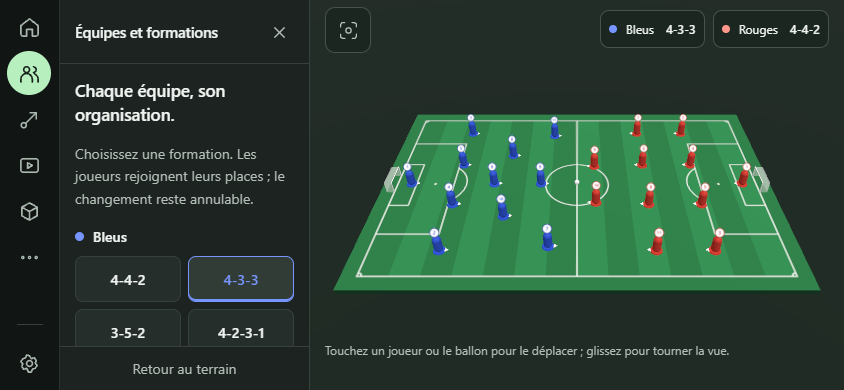 Équipes et formations
Bleus 4-3-3
Rouges 4-4-2
Chaque équipe, son
organisation.
Choisissez une formation. Les
joueurs rejoignent leurs places ; le
changement reste annulable.
Bleus
4-4-2
4-3-3
3-5-2
4-2-3-1
Retour au terrain
Touchez un joueur ou le ballon pour le déplacer ; glissez pour tourner la vue.